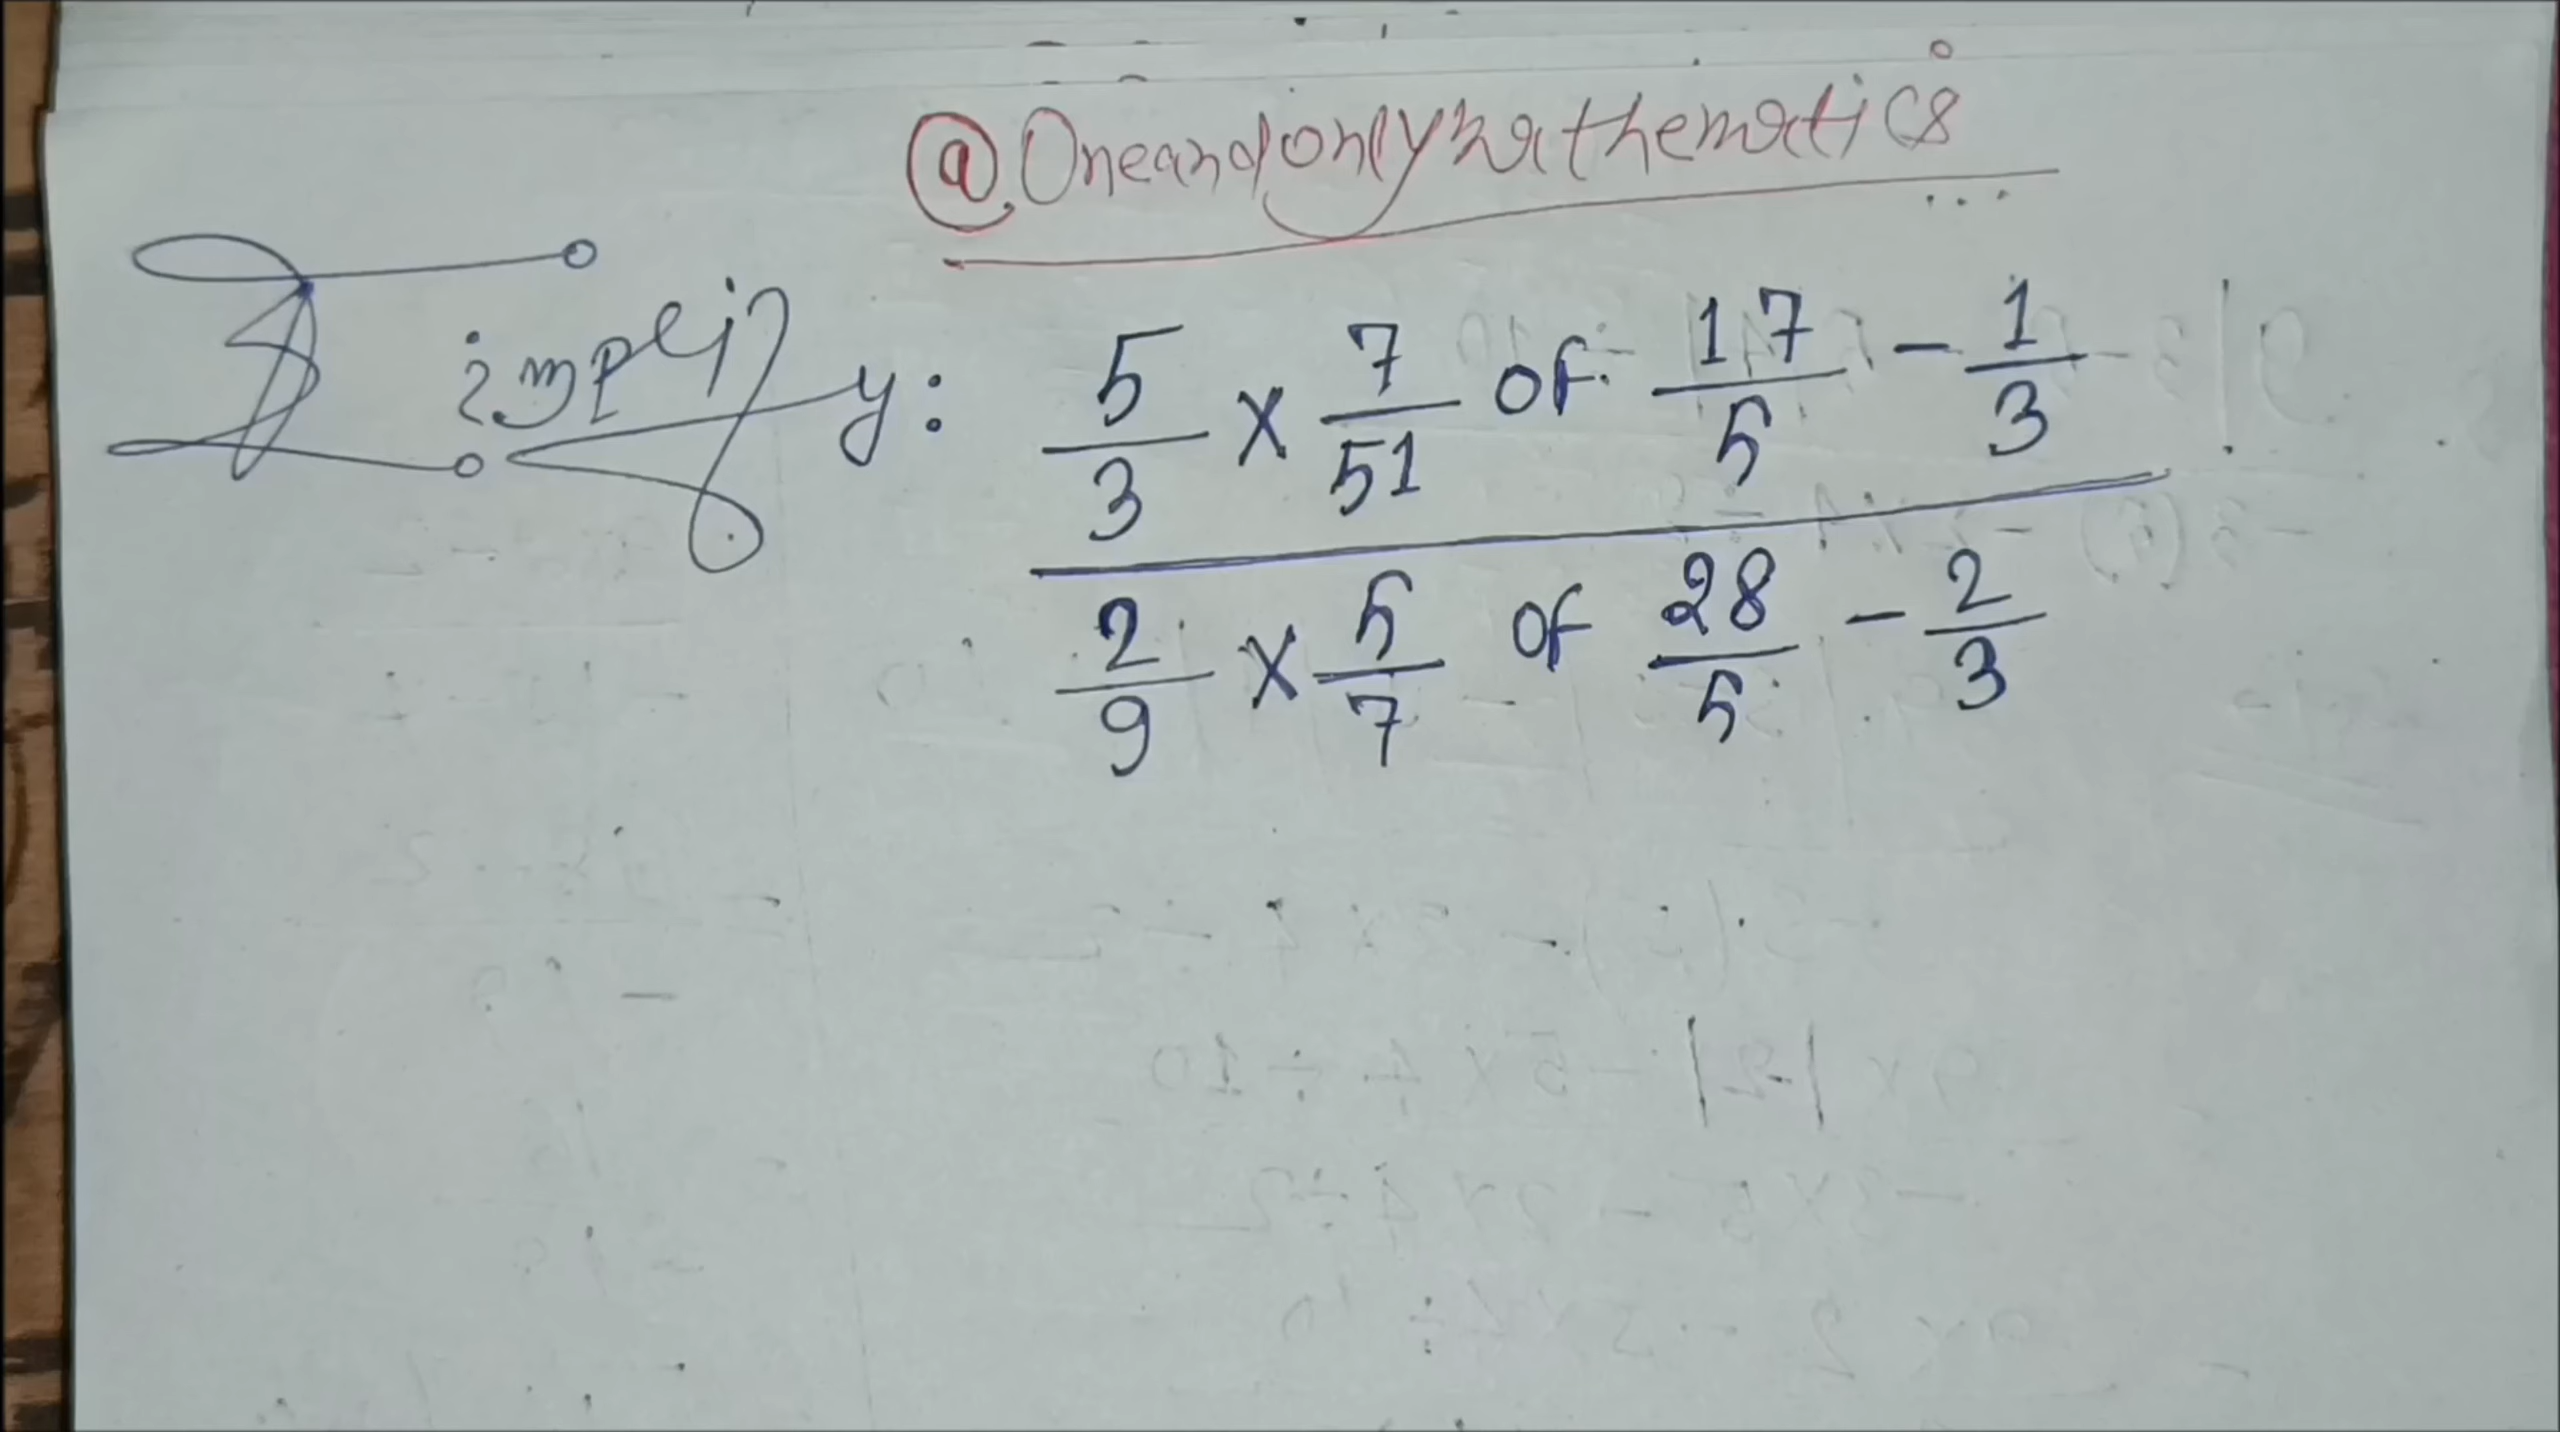 @Oneandonlymathematics
Simplify: 5/3 × 7/51 of 17/5 - 1/3
2/9 × 5/7 of 28/5 - 2/3